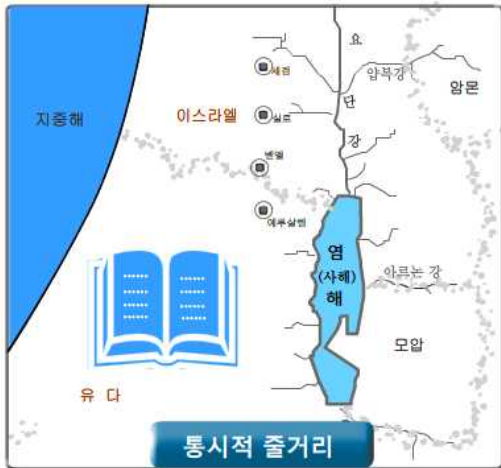 요
단
강
세겜
얍복강
암몬
지중해
이스라엘
실로
벧엘
예루살렘
염
(사해)
해
아르논 강
모압
유 다
통시적 줄거리